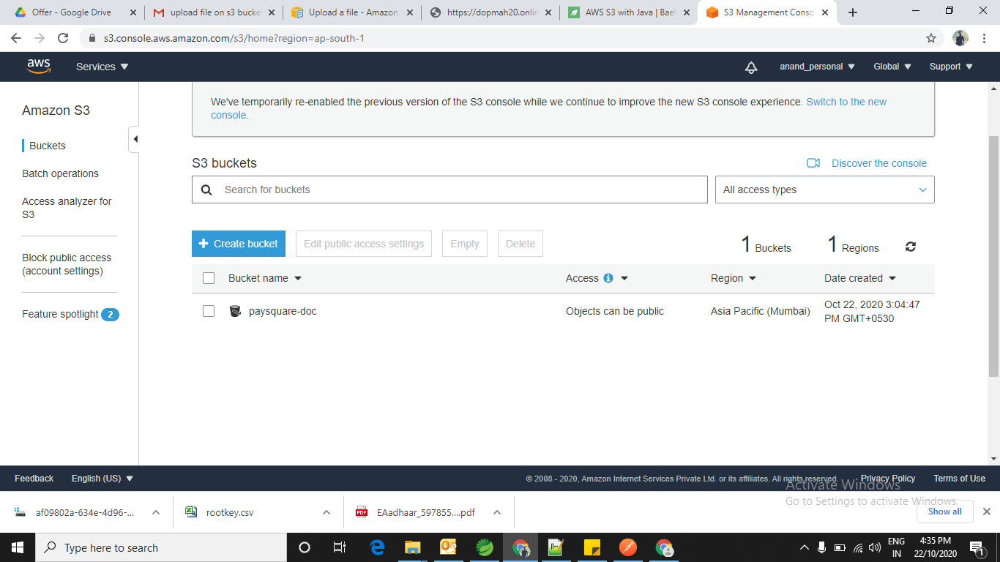 Offer - Google Drive
upload file on s3 bucke
Upload a file - Amazon
https://dopmah20.onlin
AWS S3 with Java | Bae
S3 Management Conso
s3.console.aws.amazon.com/s3/home?region=ap-south-1
aws
Services
anand_personal
Global
Support
Amazon S3
Buckets
Batch operations
Access analyzer for
S3
Block public access
(account settings)
Feature spotlight 2
We've temporarily re-enabled the previous version of the S3 console while we continue to improve the new S3 console experience. Switch to the new
console.
S3 buckets
Discover the console
Search for buckets
All access types
+ Create bucket
Edit public access settings
Empty
Delete
1 Buckets
1 Regions
Bucket name
Access
Region
Date created
paysquare-doc
Objects can be public
Asia Pacific (Mumbai)
Oct 22, 2020 3:04:47
PM GMT+0530
Feedback
English (US)
© 2008 - 2020, Amazon Internet Services Private Ltd. or its affiliates. All rights reserved.
Privacy Policy
Terms of Use
Activate Windows
Go to Settings to activate Windows.
af09802a-634e-4d96-...
rootkey.csv
PDF
EAadhaar_597855....pdf
Show all
Type here to search
ENG
IN
4:35 PM
22/10/2020
1